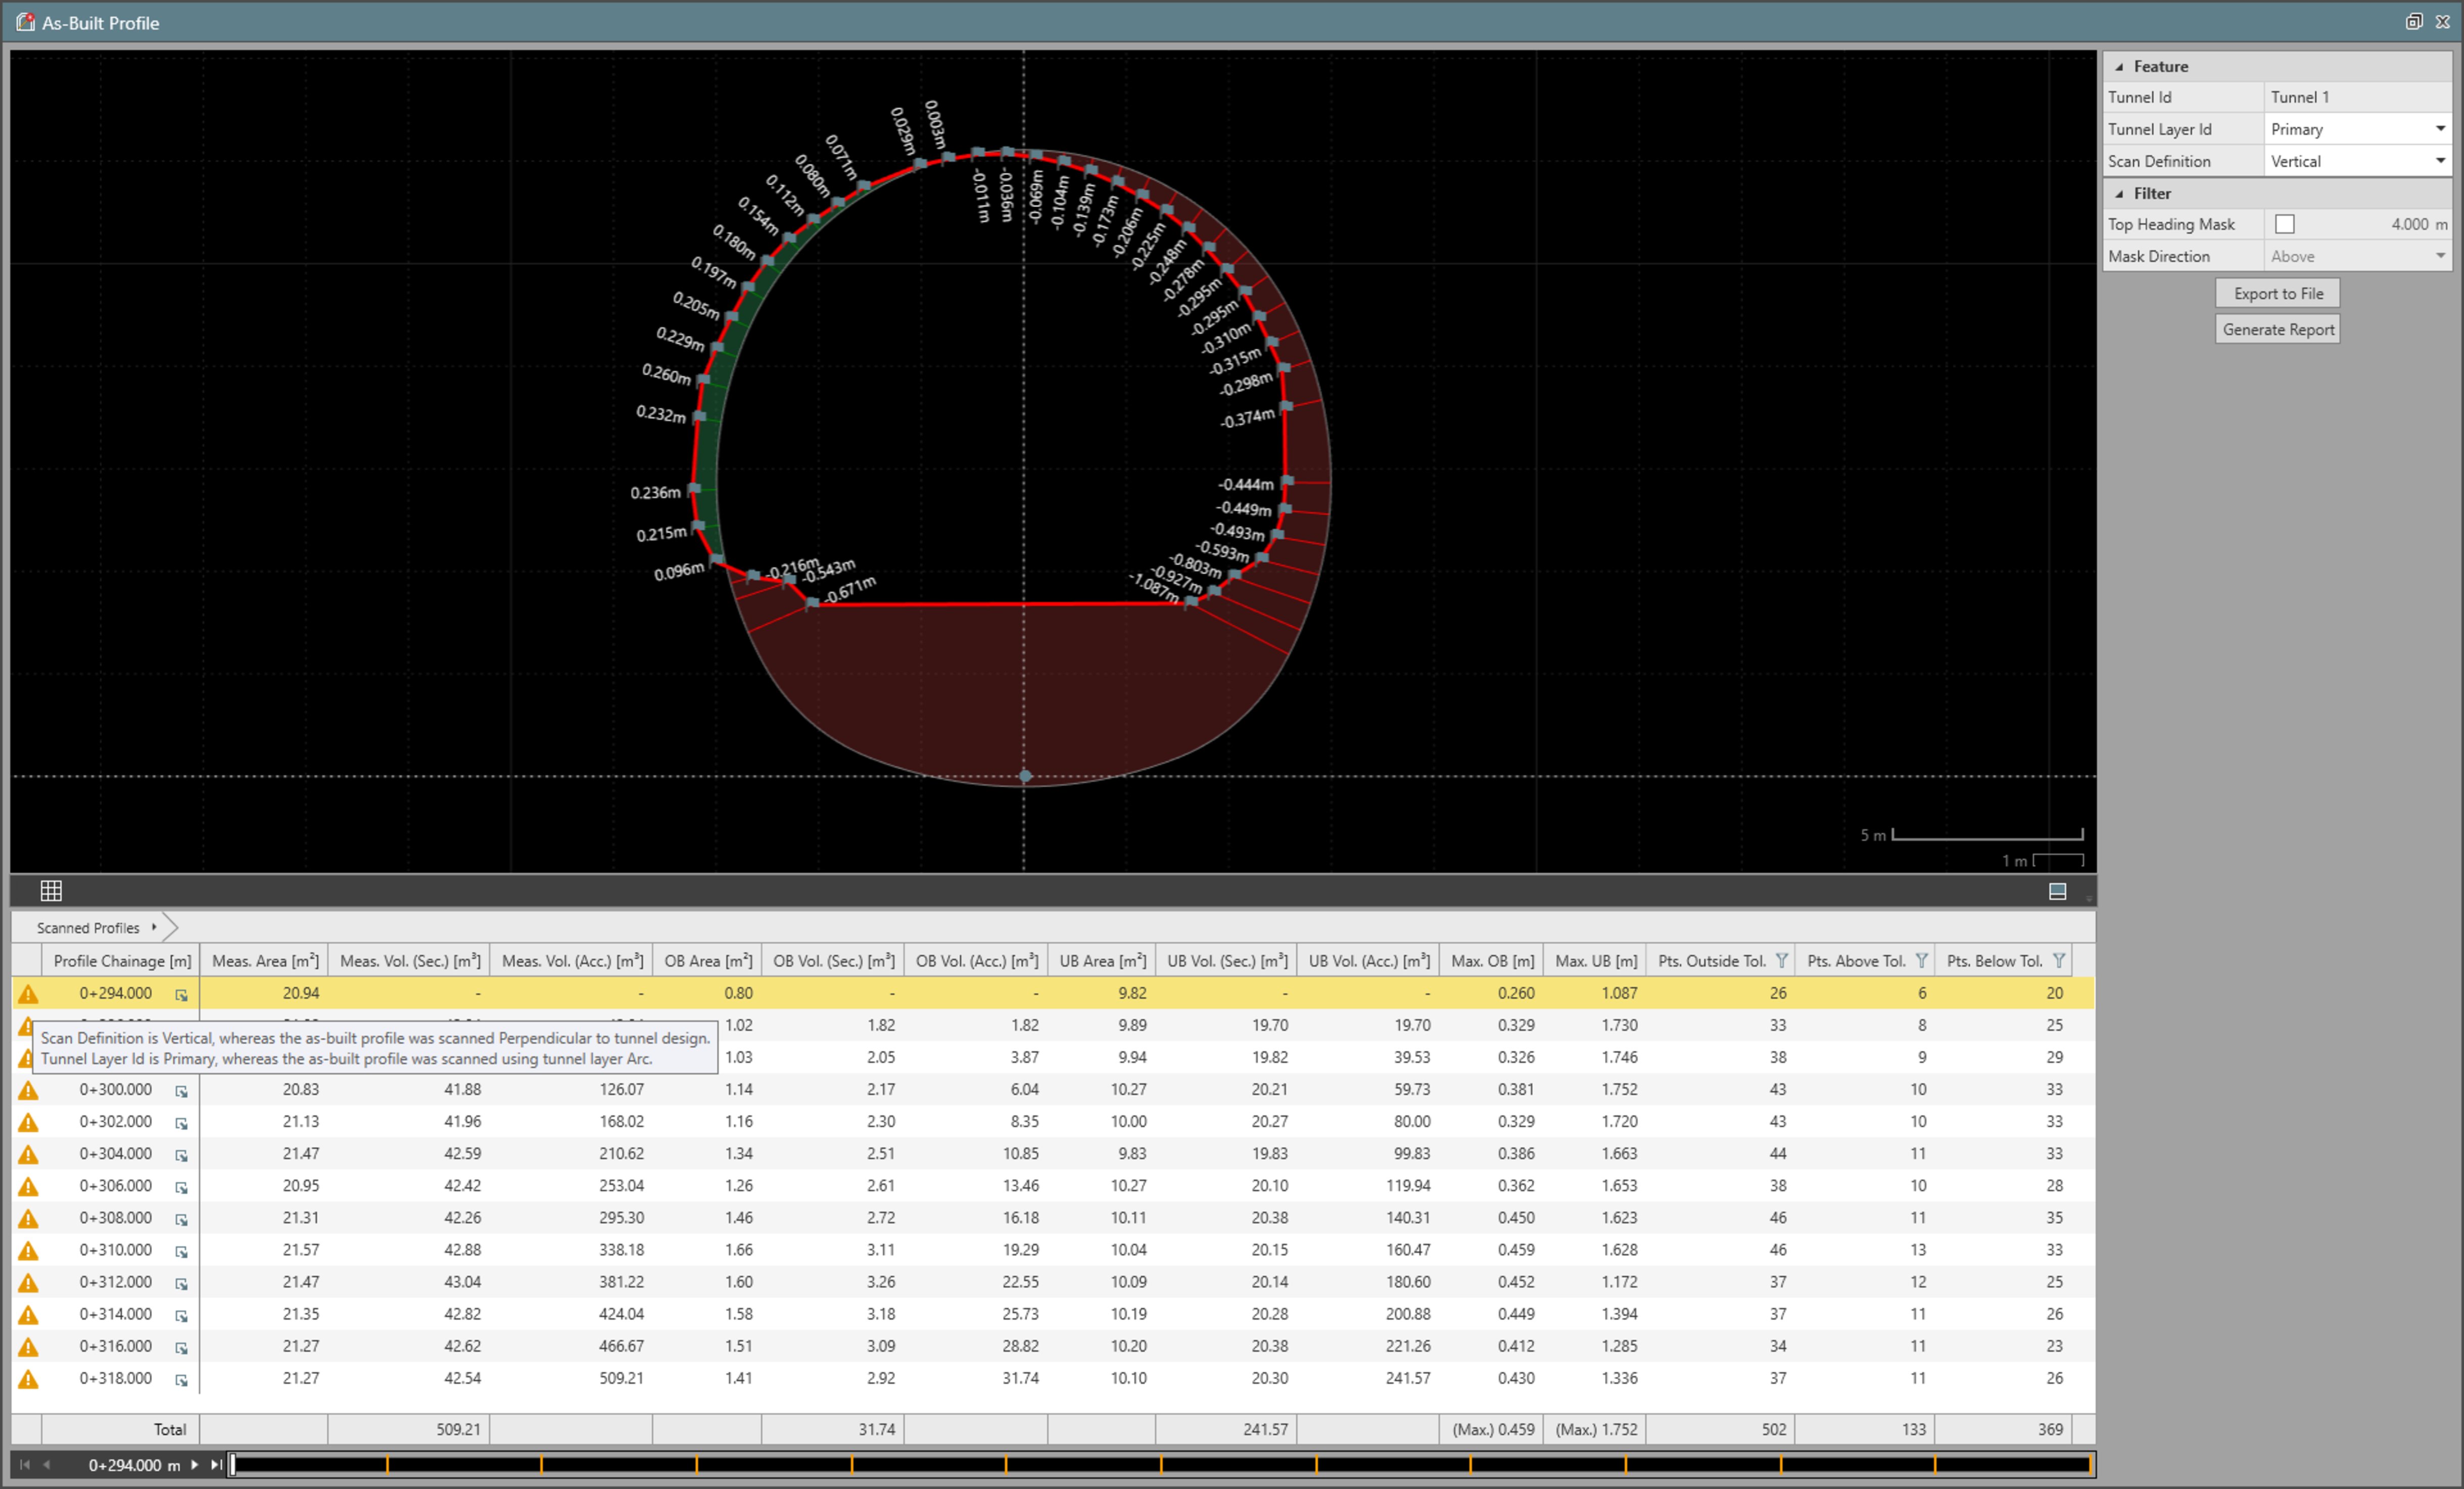 As-Built Profile
0.003m
0.029m
0.071m
0.080m
0.112m
0.154m
0.180m
0.197m
0.205m
0.229m
0.260m
0.232m
0.236m
0.215m
0.096m
-0.216m
-0.543m
-0.671m
-0.011m
-0.036m
-0.069m
-0.104m
-0.139m
-0.173m
-0.206m
-0.225m
-0.248m
-0.278m
-0.295m
-0.295m
-0.310m
-0.315m
-0.298m
-0.374m
-0.444m
-0.449m
-0.493m
-0.593m
-0.803m
-0.927m
-1.087m
5 m
1 m
Feature
Tunnel Id Tunnel 1
Tunnel Layer Id Primary
Scan Definition Vertical
Filter
Top Heading Mask 4.000 m
Mask Direction Above
Export to File
Generate Report
Scanned Profiles
Profile Chainage [m] Meas. Area [m²] Meas. Vol. (Sec.) [m³] Meas. Vol. (Acc.) [m³] OB Area [m²] OB Vol. (Sec.) [m³] OB Vol. (Acc.) [m³] UB Area [m²] UB Vol. (Sec.) [m³] UB Vol. (Acc.) [m³] Max. OB [m] Max. UB [m] Pts. Outside Tol. Pts. Above Tol. Pts. Below Tol.
0+294.000 20.94 - - 0.80 - - 9.82 - - 0.260 1.087 26 6 20
1.02 1.82 1.82 9.89 19.70 19.70 0.329 1.730 33 8 25
Scan Definition is Vertical, whereas the as-built profile was scanned Perpendicular to tunnel design.
Tunnel Layer Id is Primary, whereas the as-built profile was scanned using tunnel layer Arc.
1.03 2.05 3.87 9.94 19.82 39.53 0.326 1.746 38 9 29
0+300.000 20.83 41.88 126.07 1.14 2.17 6.04 10.27 20.21 59.73 0.381 1.752 43 10 33
0+302.000 21.13 41.96 168.02 1.16 2.30 8.35 10.00 20.27 80.00 0.329 1.720 43 10 33
0+304.000 21.47 42.59 210.62 1.34 2.51 10.85 9.83 19.83 99.83 0.386 1.663 44 11 33
0+306.000 20.95 42.42 253.04 1.26 2.61 13.46 10.27 20.10 119.94 0.362 1.653 38 10 28
0+308.000 21.31 42.26 295.30 1.46 2.72 16.18 10.11 20.38 140.31 0.450 1.623 46 11 35
0+310.000 21.57 42.88 338.18 1.66 3.11 19.29 10.04 20.15 160.47 0.459 1.628 46 13 33
0+312.000 21.47 43.04 381.22 1.60 3.26 22.55 10.09 20.14 180.60 0.452 1.172 37 12 25
0+314.000 21.35 42.82 424.04 1.58 3.18 25.73 10.19 20.28 200.88 0.449 1.394 37 11 26
0+316.000 21.27 42.62 466.67 1.51 3.09 28.82 10.20 20.38 221.26 0.412 1.285 34 11 23
0+318.000 21.27 42.54 509.21 1.41 2.92 31.74 10.10 20.30 241.57 0.430 1.336 37 11 26
Total 509.21 31.74 241.57 (Max.) 0.459 (Max.) 1.752 502 133 369
0+294.000 m